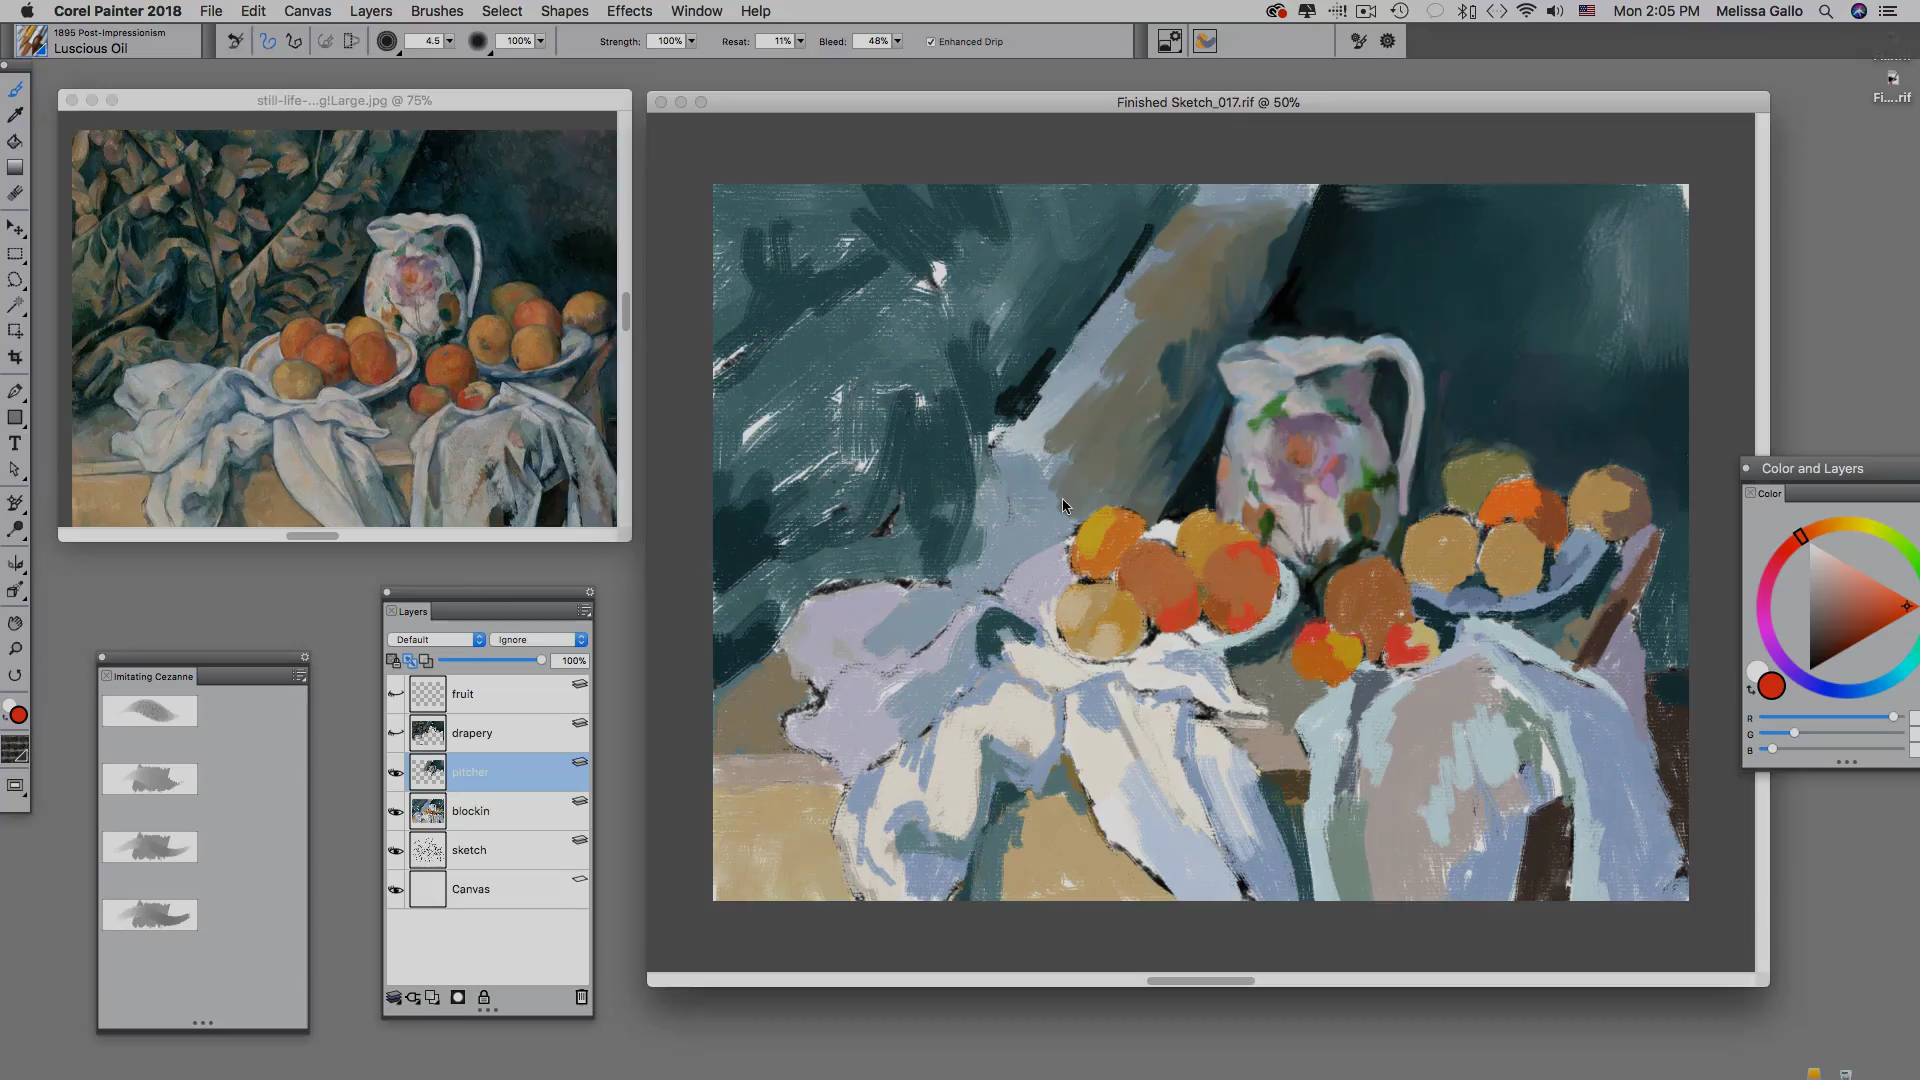 Corel Painter 2018 File Edit Canvas Layers Brushes Select Shapes Effects Window Help Mon 2:05 PM Melissa Gallo
1895 Post-Impressionism
Luscious Oil
4.5 100% Strength: 100% Resat: 11% Bleed: 48% Enhanced Drip
still-life-...g!Large.jpg @ 75%
Finished Sketch_017.rif @ 50%
Fi....rif
Color and Layers
Color
R
G
B
Layers
Default Ignore
100%
fruit
drapery
pitcher
blockin
sketch
Canvas
Imitating Cezanne
T